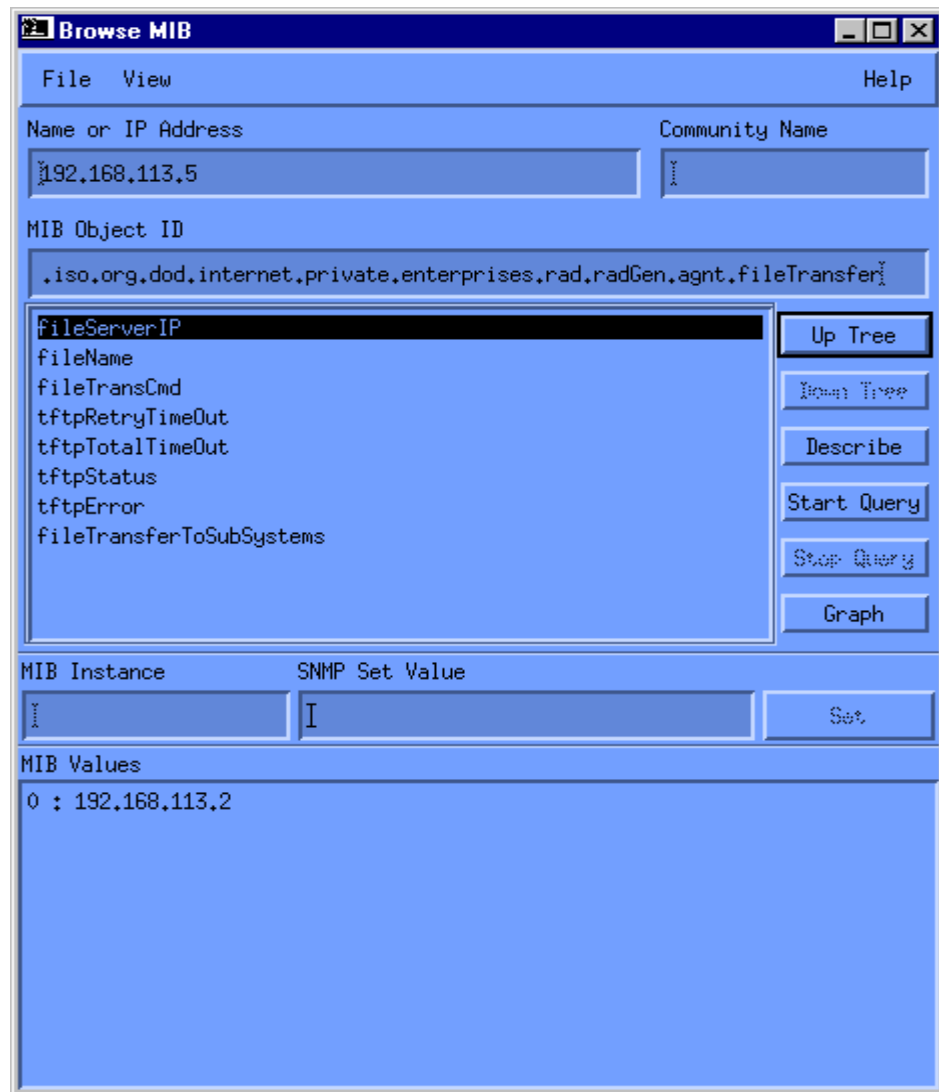 Browse MIB
File View Help
Name or IP Address Community Name
192.168.113.5
MIB Object ID
.iso.org.dod.internet.private.enterprises.rad.radGen.agnt.fileTransfer
fileServerIP
Up Tree
fileName
fileTransCmd
Down Tree
tftpRetryTimeOut
tftpTotalTimeOut
Describe
tftpStatus
tftpError
Start Query
fileTransferToSubSystems
Stop Query
Graph
MIB Instance SNMP Set Value
Set
MIB Values
0 : 192.168.113.2